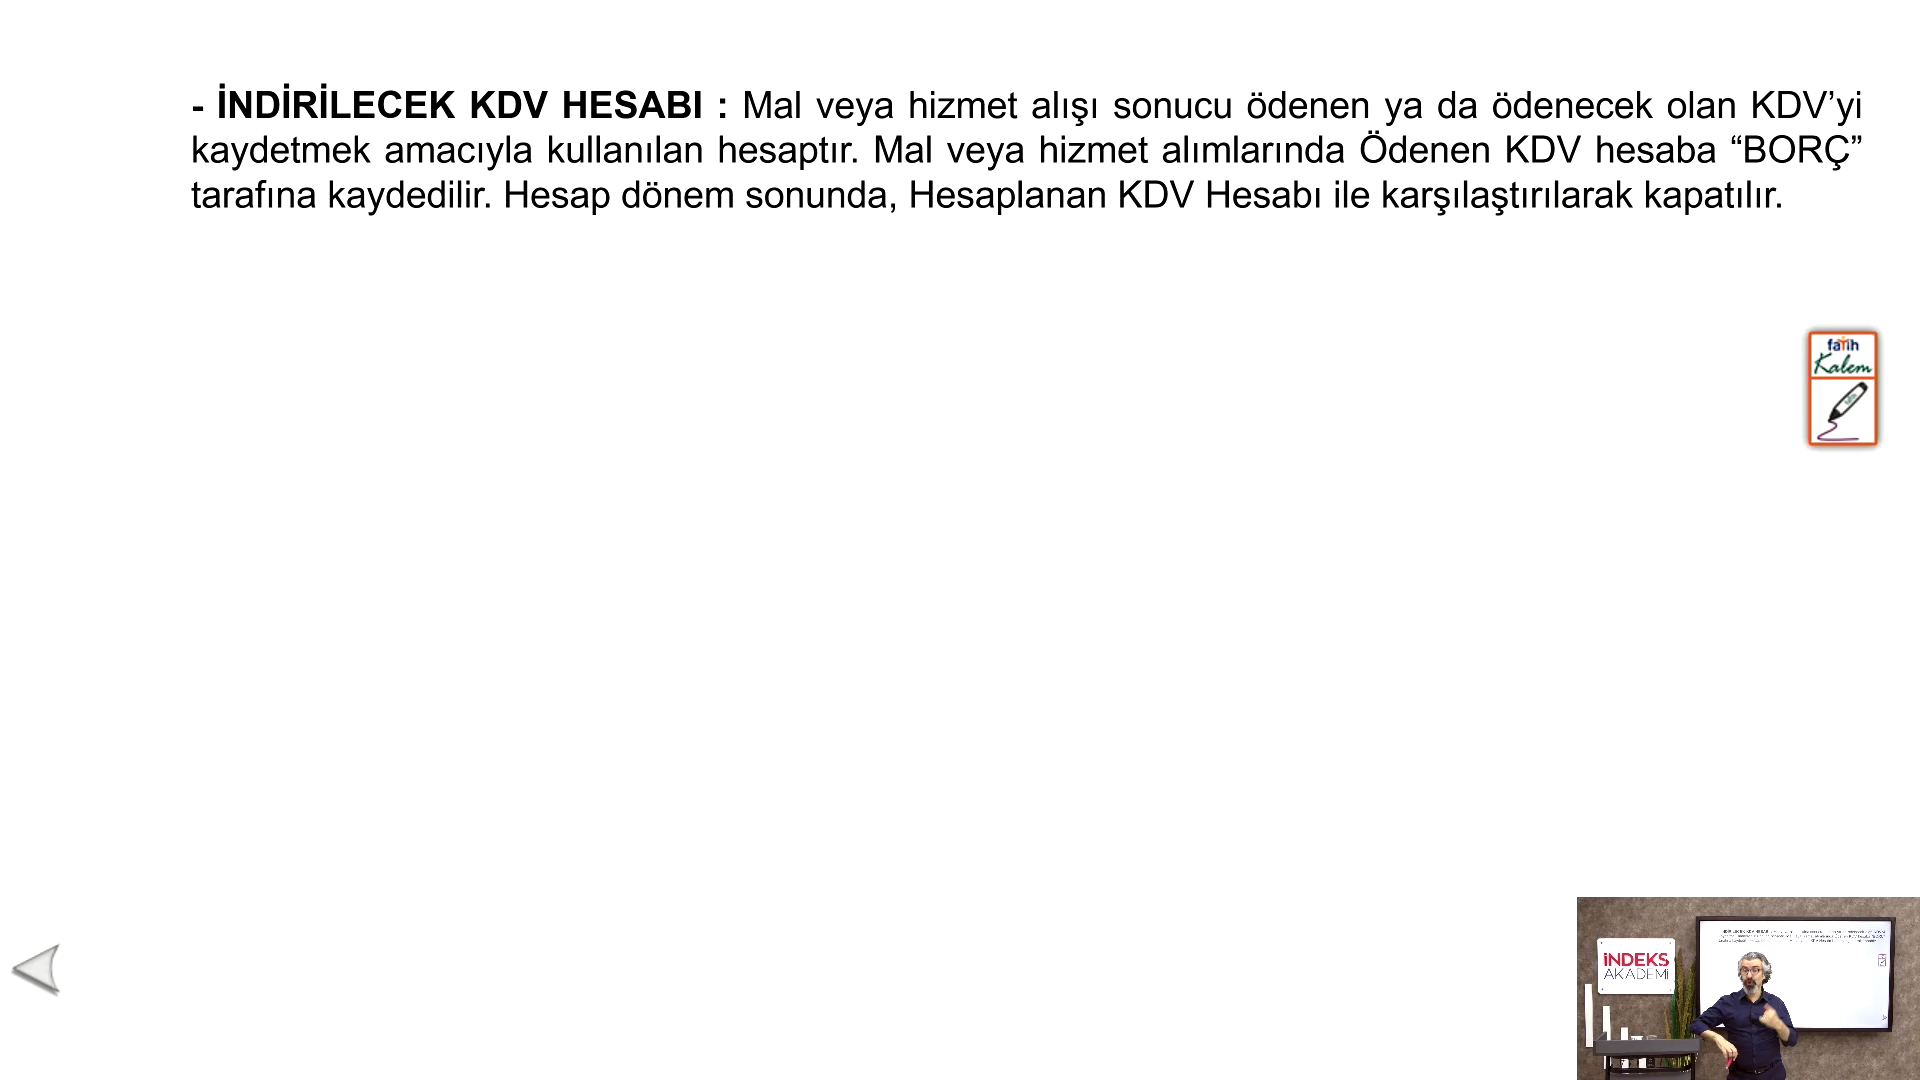 - İNDİRİLECEK KDV HESABI : Mal veya hizmet alışı sonucu ödenen ya da ödenecek olan KDV’yi
kaydetmek amacıyla kullanılan hesaptır. Mal veya hizmet alımlarında Ödenen KDV hesaba “BORÇ”
tarafına kaydedilir. Hesap dönem sonunda, Hesaplanan KDV Hesabı ile karşılaştırılarak kapatılır.
fatih
Kalem
İNDEKS
AKADEMİ